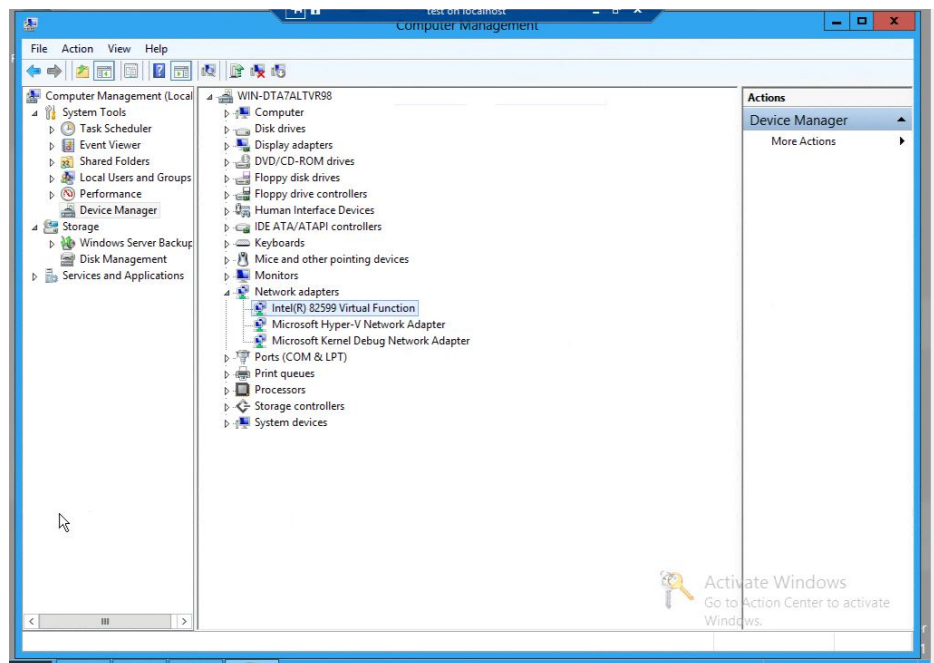 test on localhost
Computer Management
File Action View Help
Computer Management (Local
System Tools
Task Scheduler
Event Viewer
Shared Folders
Local Users and Groups
Performance
Device Manager
Storage
Windows Server Backup
Disk Management
Services and Applications
WIN-DTA7ALTVR98
Computer
Disk drives
Display adapters
DVD/CD-ROM drives
Floppy disk drives
Floppy drive controllers
Human Interface Devices
IDE ATA/ATAPI controllers
Keyboards
Mice and other pointing devices
Monitors
Network adapters
Intel(R) 82599 Virtual Function
Microsoft Hyper-V Network Adapter
Microsoft Kernel Debug Network Adapter
Ports (COM & LPT)
Print queues
Processors
Storage controllers
System devices
Actions
Device Manager
More Actions
Activate Windows
Go to Action Center to activate
Windows.